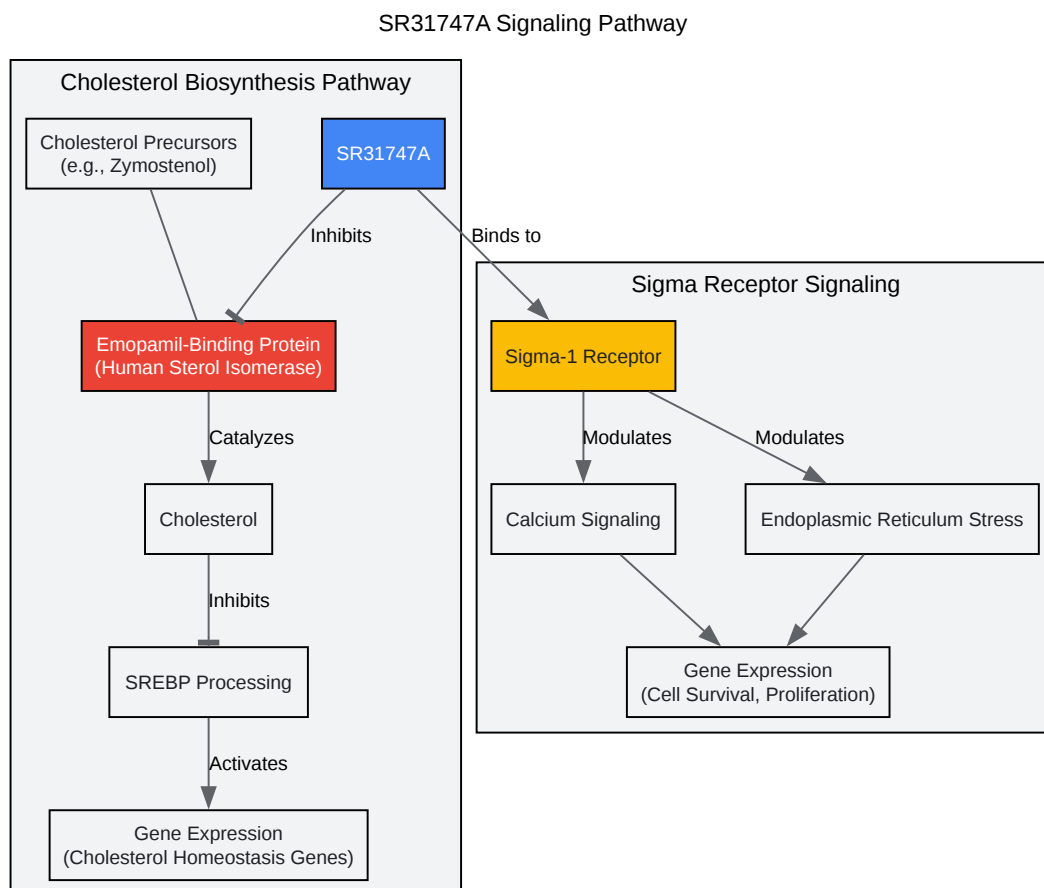 SR31747A Signaling Pathway
Cholesterol Biosynthesis Pathway
Cholesterol Precursors
(e.g., Zymostenol)
SR31747A
Inhibits
Binds to
Sigma Receptor Signaling
Emopamil-Binding Protein
(Human Sterol Isomerase)
Sigma-1 Receptor
Catalyzes
Modulates
Modulates
Cholesterol
Calcium Signaling
Endoplasmic Reticulum Stress
Inhibits
SREBP Processing
Gene Expression
(Cell Survival, Proliferation)
Activates
Gene Expression
(Cholesterol Homeostasis Genes)